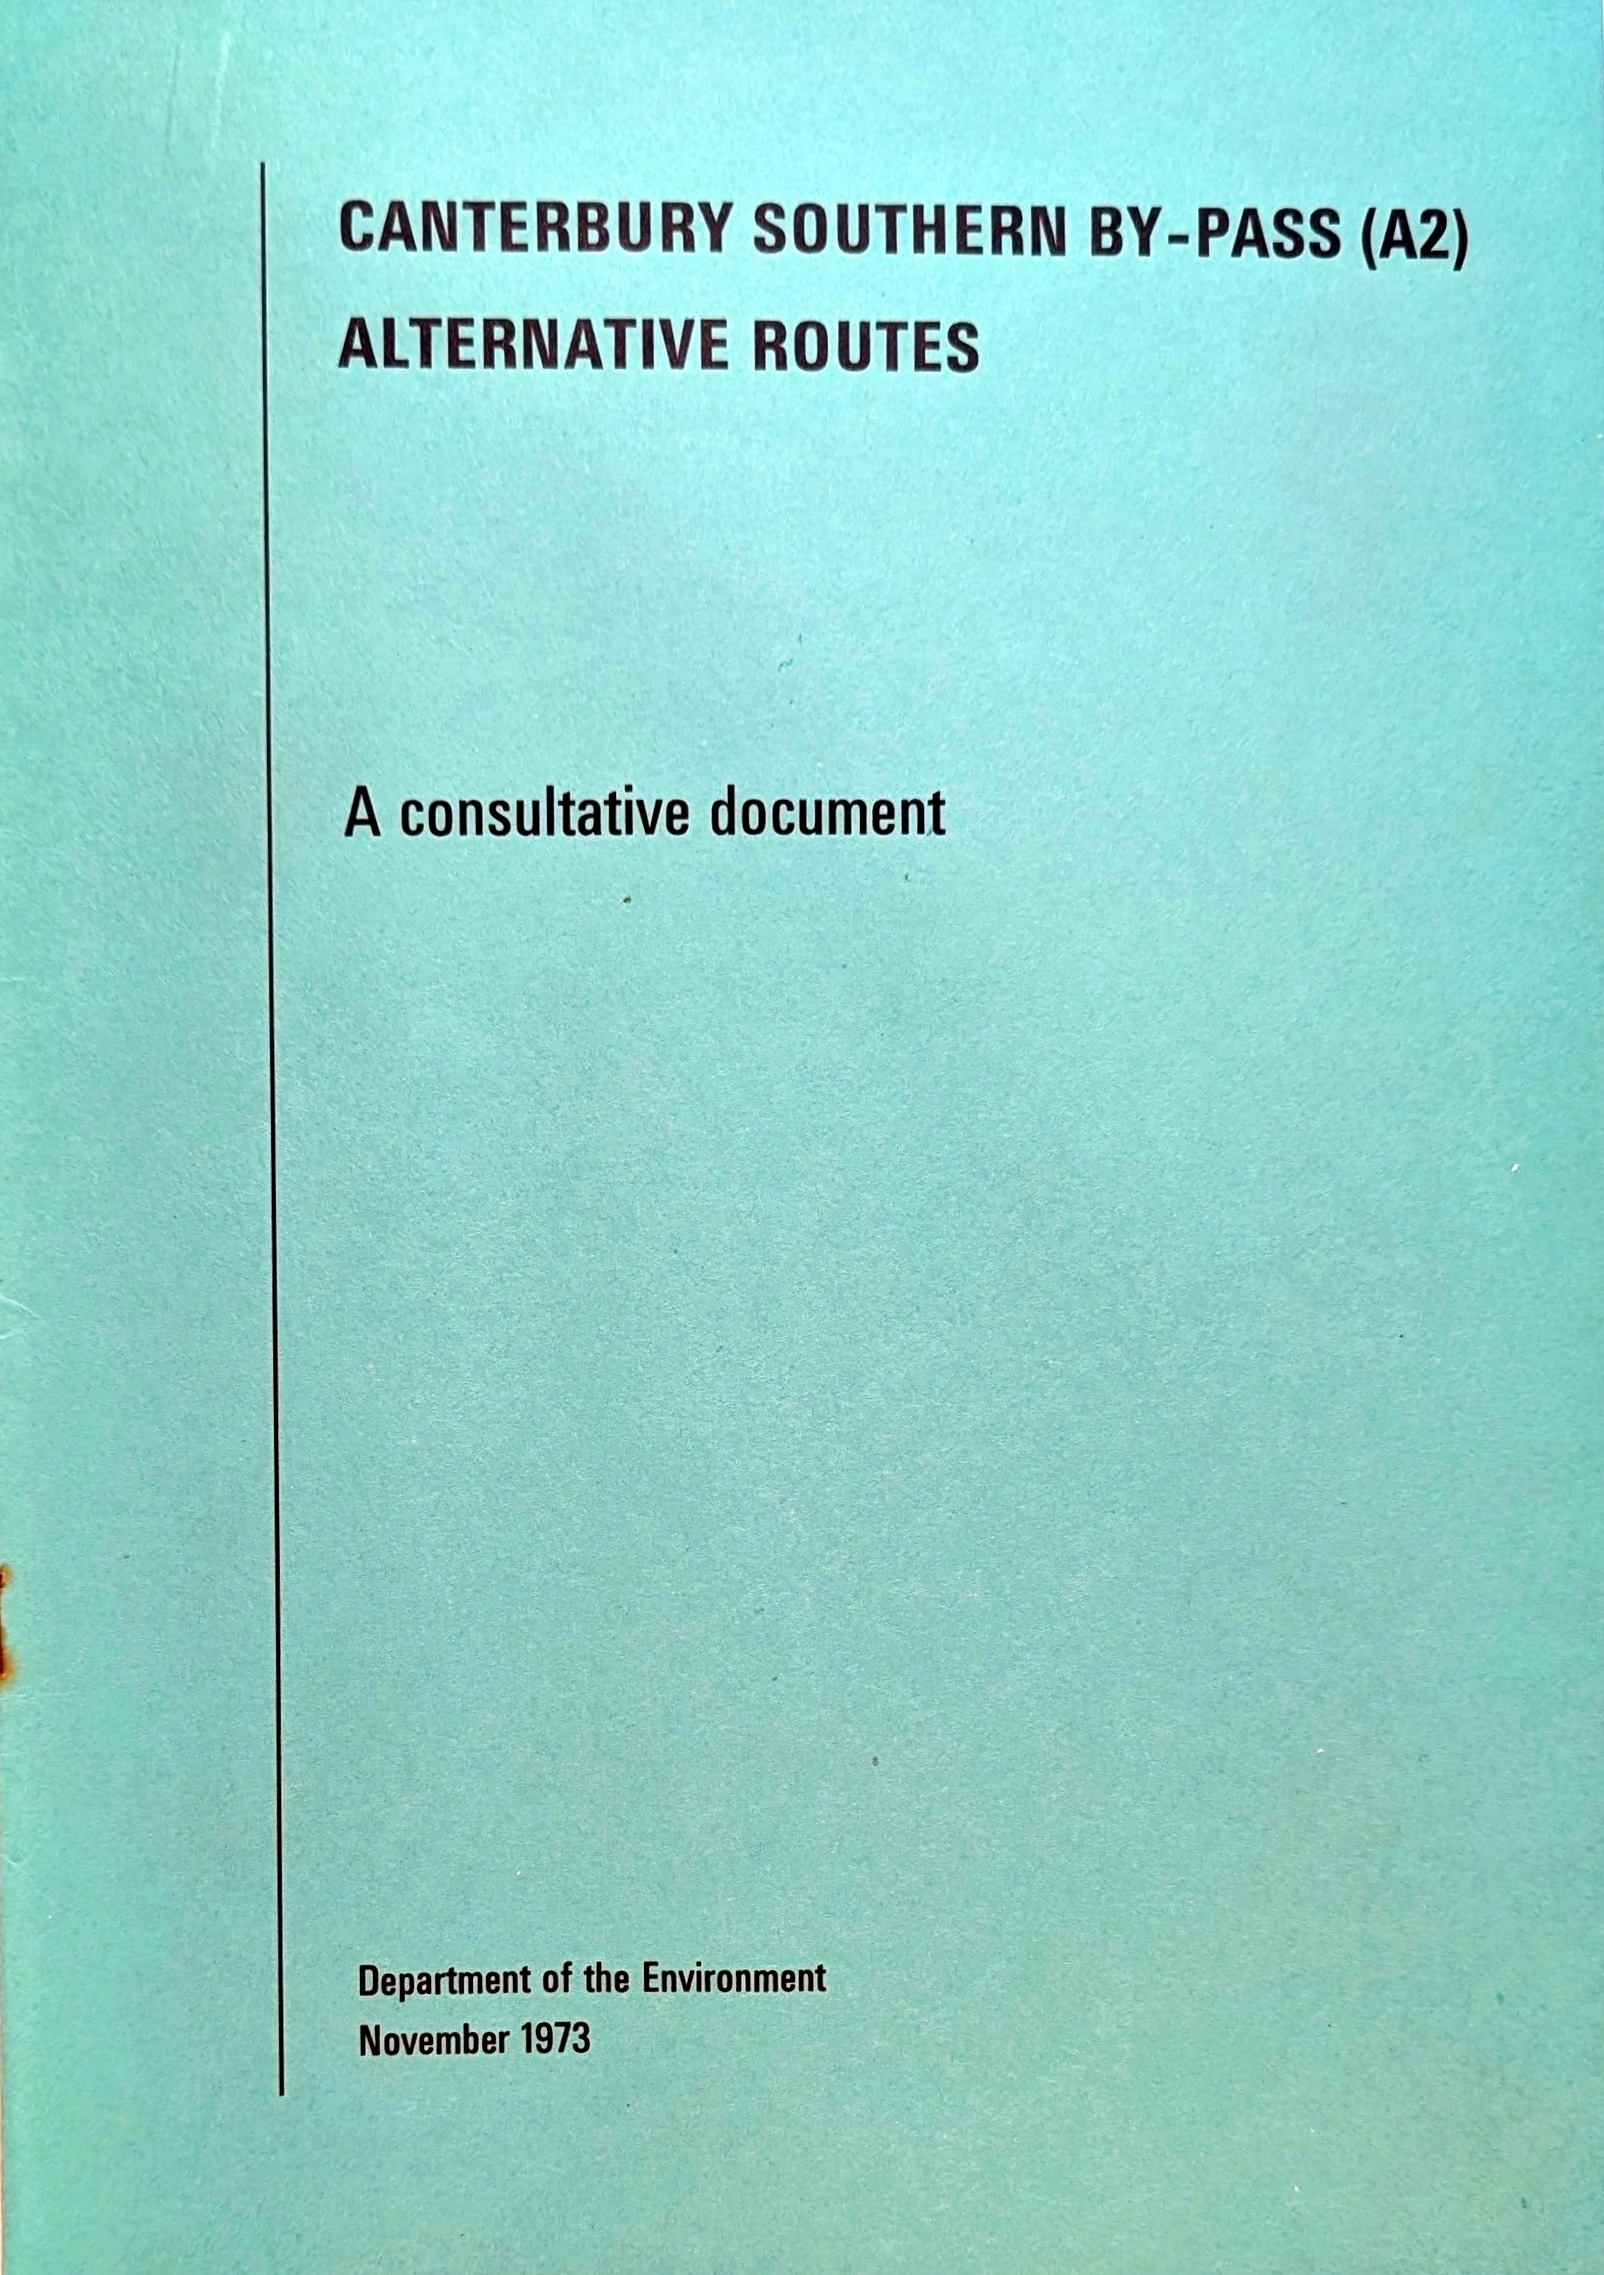 CANTERBURY SOUTHERN BY-PASS (A2)
ALTERNATIVE ROUTES
A consultative document
Department of the Environment
November 1973